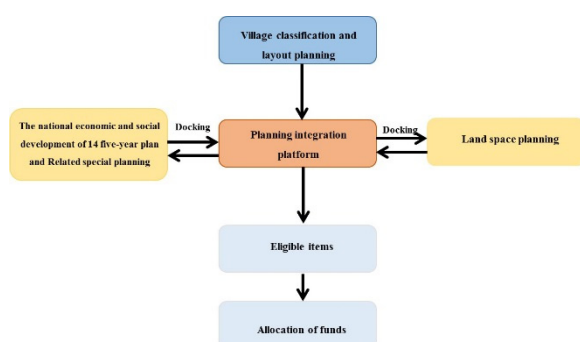 Village classification and
layout planning
The national economic and social
development of 14 five-year plan
and Related special planning
Docking
Planning integration
platform
Docking
Land space planning
Eligible items
Allocation of funds